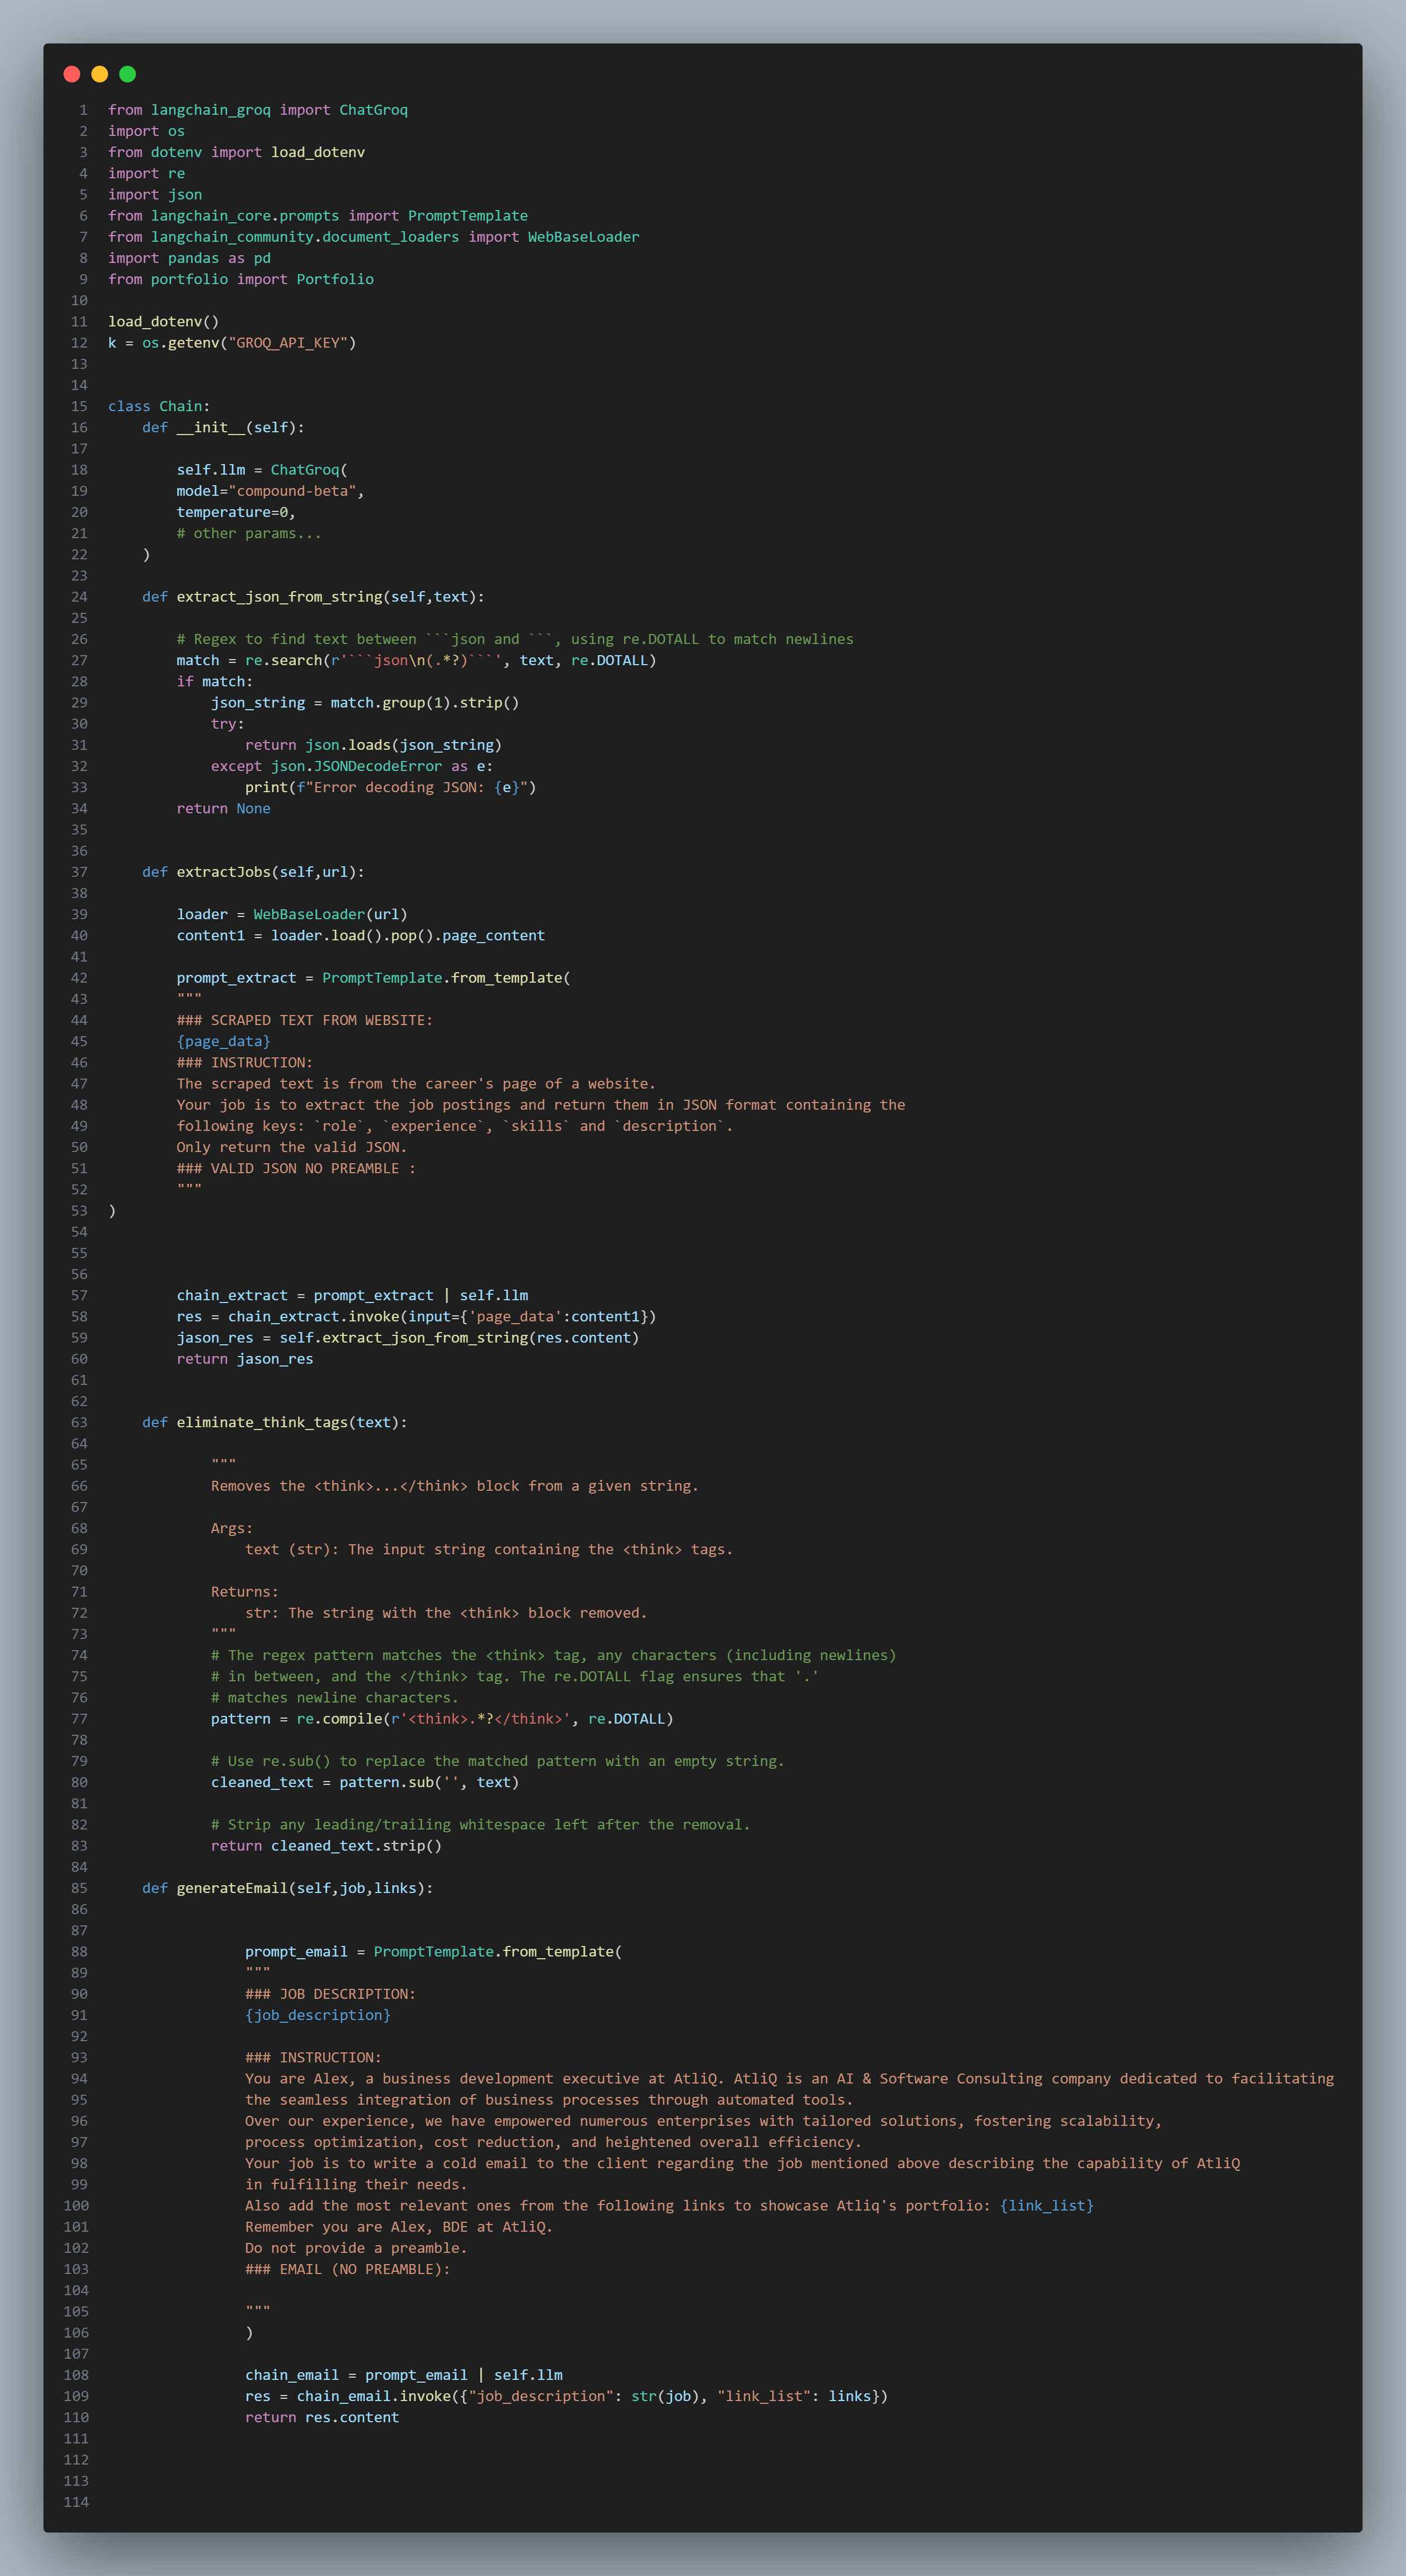 1 from langchain_groq import ChatGroq
2 import os
3 from dotenv import load_dotenv
4 import re
5 import json
6 from langchain_core.prompts import PromptTemplate
7 from langchain_community.document_loaders import WebBaseLoader
8 import pandas as pd
9 from portfolio import Portfolio
10
11 load_dotenv()
12 k = os.getenv("GROQ_API_KEY")
13
14
15 class Chain:
16     def __init__(self):
17
18         self.llm = ChatGroq(
19         model="compound-beta",
20         temperature=0,
21         # other params...
22     )
23
24     def extract_json_from_string(self,text):
25
26         # Regex to find text between ```json and ```, using re.DOTALL to match newlines
27         match = re.search(r'```json\n(.*?)```', text, re.DOTALL)
28         if match:
29             json_string = match.group(1).strip()
30             try:
31                 return json.loads(json_string)
32             except json.JSONDecodeError as e:
33                 print(f"Error decoding JSON: {e}")
34         return None
35
36
37     def extractJobs(self,url):
38
39         loader = WebBaseLoader(url)
40         content1 = loader.load().pop().page_content
41
42         prompt_extract = PromptTemplate.from_template(
43         """
44         ### SCRAPED TEXT FROM WEBSITE:
45         {page_data}
46         ### INSTRUCTION:
47         The scraped text is from the career's page of a website.
48         Your job is to extract the job postings and return them in JSON format containing the
49         following keys: `role`, `experience`, `skills` and `description`.
50         Only return the valid JSON.
51         ### VALID JSON NO PREAMBLE :
52         """
53 )
54
55
56
57         chain_extract = prompt_extract | self.llm
58         res = chain_extract.invoke(input={'page_data':content1})
59         jason_res = self.extract_json_from_string(res.content)
60         return jason_res
61
62
63     def eliminate_think_tags(text):
64
65             """
66             Removes the <think>...</think> block from a given string.
67
68             Args:
69                 text (str): The input string containing the <think> tags.
70
71             Returns:
72                 str: The string with the <think> block removed.
73             """
74             # The regex pattern matches the <think> tag, any characters (including newlines)
75             # in between, and the </think> tag. The re.DOTALL flag ensures that '.'
76             # matches newline characters.
77             pattern = re.compile(r'<think>.*?</think>', re.DOTALL)
78
79             # Use re.sub() to replace the matched pattern with an empty string.
80             cleaned_text = pattern.sub('', text)
81
82             # Strip any leading/trailing whitespace left after the removal.
83             return cleaned_text.strip()
84
85     def generateEmail(self,job,links):
86
87
88                 prompt_email = PromptTemplate.from_template(
89                 """
90                 ### JOB DESCRIPTION:
91                 {job_description}
92
93                 ### INSTRUCTION:
94                 You are Alex, a business development executive at AtliQ. AtliQ is an AI & Software Consulting company dedicated to facilitating
95                 the seamless integration of business processes through automated tools.
96                 Over our experience, we have empowered numerous enterprises with tailored solutions, fostering scalability,
97                 process optimization, cost reduction, and heightened overall efficiency.
98                 Your job is to write a cold email to the client regarding the job mentioned above describing the capability of AtliQ
99                 in fulfilling their needs.
100                 Also add the most relevant ones from the following links to showcase Atliq's portfolio: {link_list}
101                 Remember you are Alex, BDE at AtliQ.
102                 Do not provide a preamble.
103                 ### EMAIL (NO PREAMBLE):
104
105                 """
106                 )
107
108                 chain_email = prompt_email | self.llm
109                 res = chain_email.invoke({"job_description": str(job), "link_list": links})
110                 return res.content
111
112
113
114